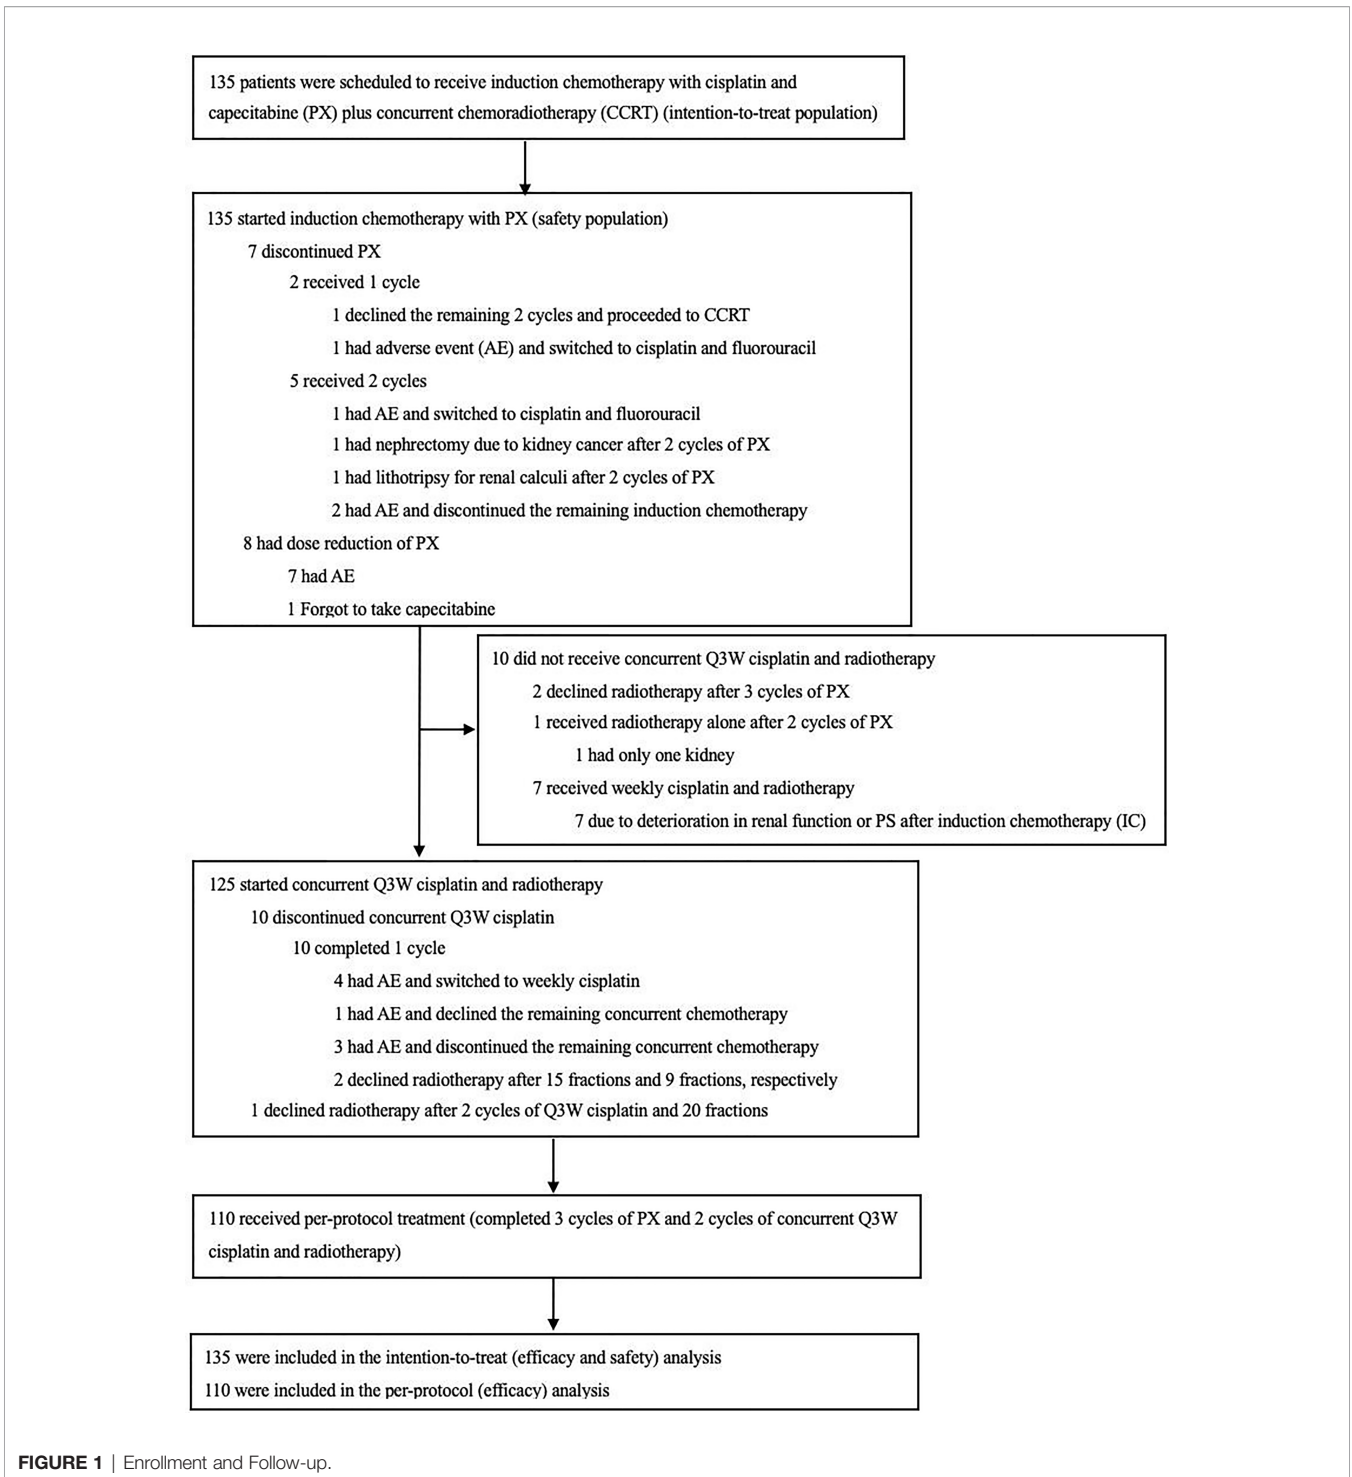 135 patients were scheduled to receive induction chemotherapy with cisplatin and
capecitabine (PX) plus concurrent chemoradiotherapy (CCRT) (intention-to-treat population)
135 started induction chemotherapy with PX (safety population)
7 discontinued PX
2 received 1 cycle
1 declined the remaining 2 cycles and proceeded to CCRT
1 had adverse event (AE) and switched to cisplatin and fluorouracil
5 received 2 cycles
1 had AE and switched to cisplatin and fluorouracil
1 had nephrectomy due to kidney cancer after 2 cycles of PX
1 had lithotripsy for renal calculi after 2 cycles of PX
2 had AE and discontinued the remaining induction chemotherapy
8 had dose reduction of PX
7 had AE
1 Forgot to take capecitabine
10 did not receive concurrent Q3W cisplatin and radiotherapy
2 declined radiotherapy after 3 cycles of PX
1 received radiotherapy alone after 2 cycles of PX
1 had only one kidney
7 received weekly cisplatin and radiotherapy
7 due to deterioration in renal function or PS after induction chemotherapy (IC)
125 started concurrent Q3W cisplatin and radiotherapy
10 discontinued concurrent Q3W cisplatin
10 completed 1 cycle
4 had AE and switched to weekly cisplatin
1 had AE and declined the remaining concurrent chemotherapy
3 had AE and discontinued the remaining concurrent chemotherapy
2 declined radiotherapy after 15 fractions and 9 fractions, respectively
1 declined radiotherapy after 2 cycles of Q3W cisplatin and 20 fractions
110 received per-protocol treatment (completed 3 cycles of PX and 2 cycles of concurrent Q3W
cisplatin and radiotherapy)
135 were included in the intention-to-treat (efficacy and safety) analysis
110 were included in the per-protocol (efficacy) analysis
FIGURE 1 | Enrollment and Follow-up.